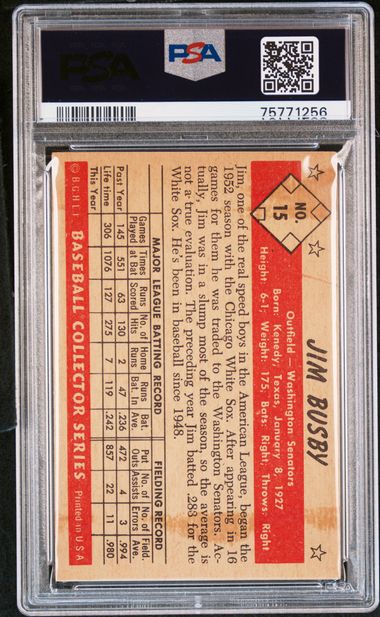 PSA
PSA
75771256
NO.
15
JIM BUSBY
Outfield—Washington Senators
Born: Kenedy, Texas, January 8, 1927
Height: 6-1; Weight: 175, Bats: Right, Throws: Right
Jim, one of the real speed boys in the American League, began the
1952 season with the Chicago White Sox. After appearing in 16
games for them he was traded to the Washington Senators. Ac-
tually, Jim was in a slump most of the season, so the average is
not a true evaluation. The preceding year Jim batted .283 for the
White Sox. He's been in baseball since 1948.
MAJOR LEAGUE BATTING RECORD FIELDING RECORD
Games Times Runs No. of Home Runs Bat. Put No. of No. of Field.
Played at Bat Scored Hits Runs Bat. In Ave. Outs Assists Errors Ave.
Past Year 145 551 63 130 2 47 .236 472 4 3 .994
Life time 306 1076 127 275 7 119 .242 857 22 11 .980
This Year
© B.G.H.L.I. BASEBALL COLLECTOR SERIES Printed in U.S.A